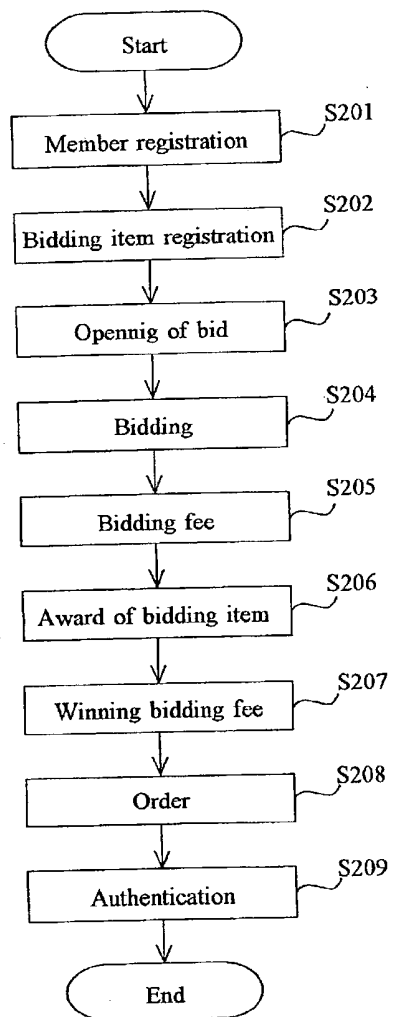 Start
S201
Member registration
S202
Bidding item registration
S203
Opennig of bid
S204
Bidding
S205
Bidding fee
S206
Award of bidding item
S207
Winning bidding fee
S208
Order
S209
Authentication
End